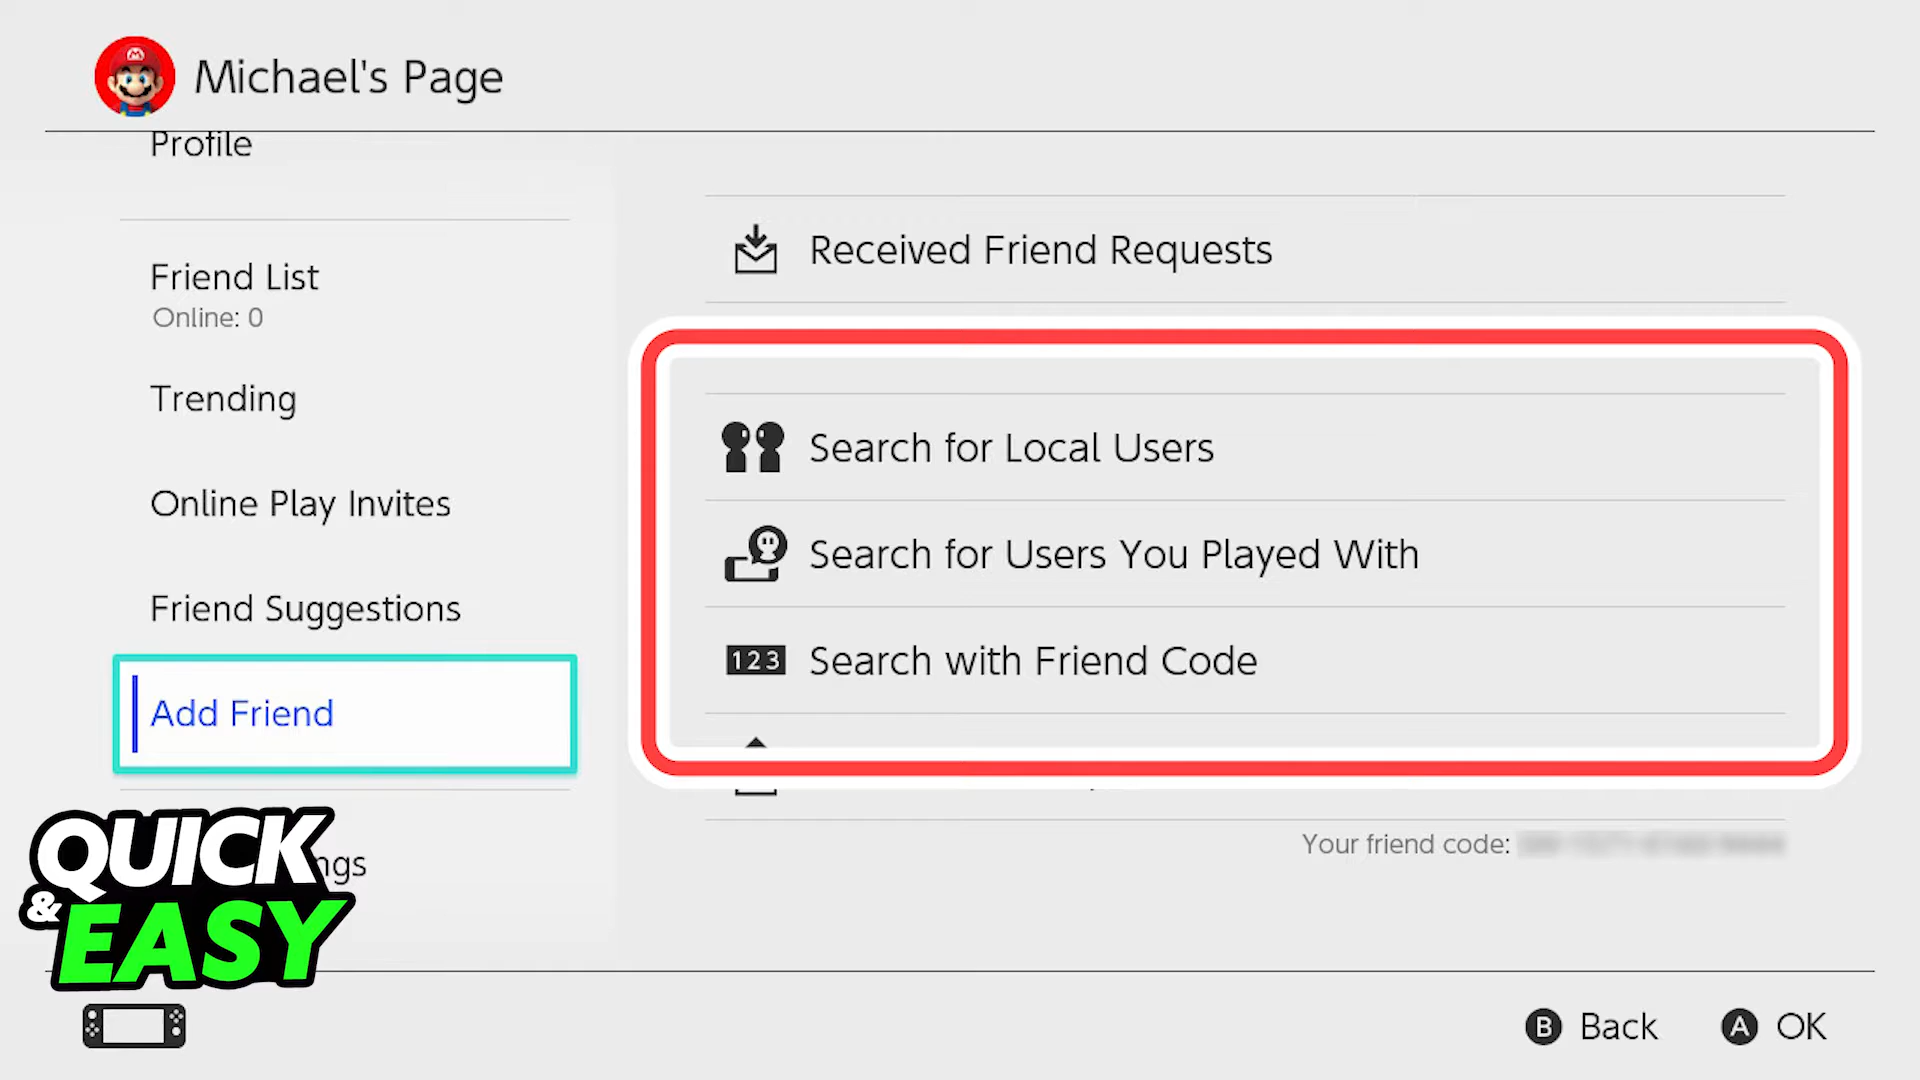 Michael's Page
Profile
Friend List
Online: 0
Trending
Online Play Invites
Friend Suggestions
Add Friend
ngs
Received Friend Requests
Search for Local Users
Search for Users You Played With
123 Search with Friend Code
Your friend code:
QUICK
& EASY
B Back
A OK